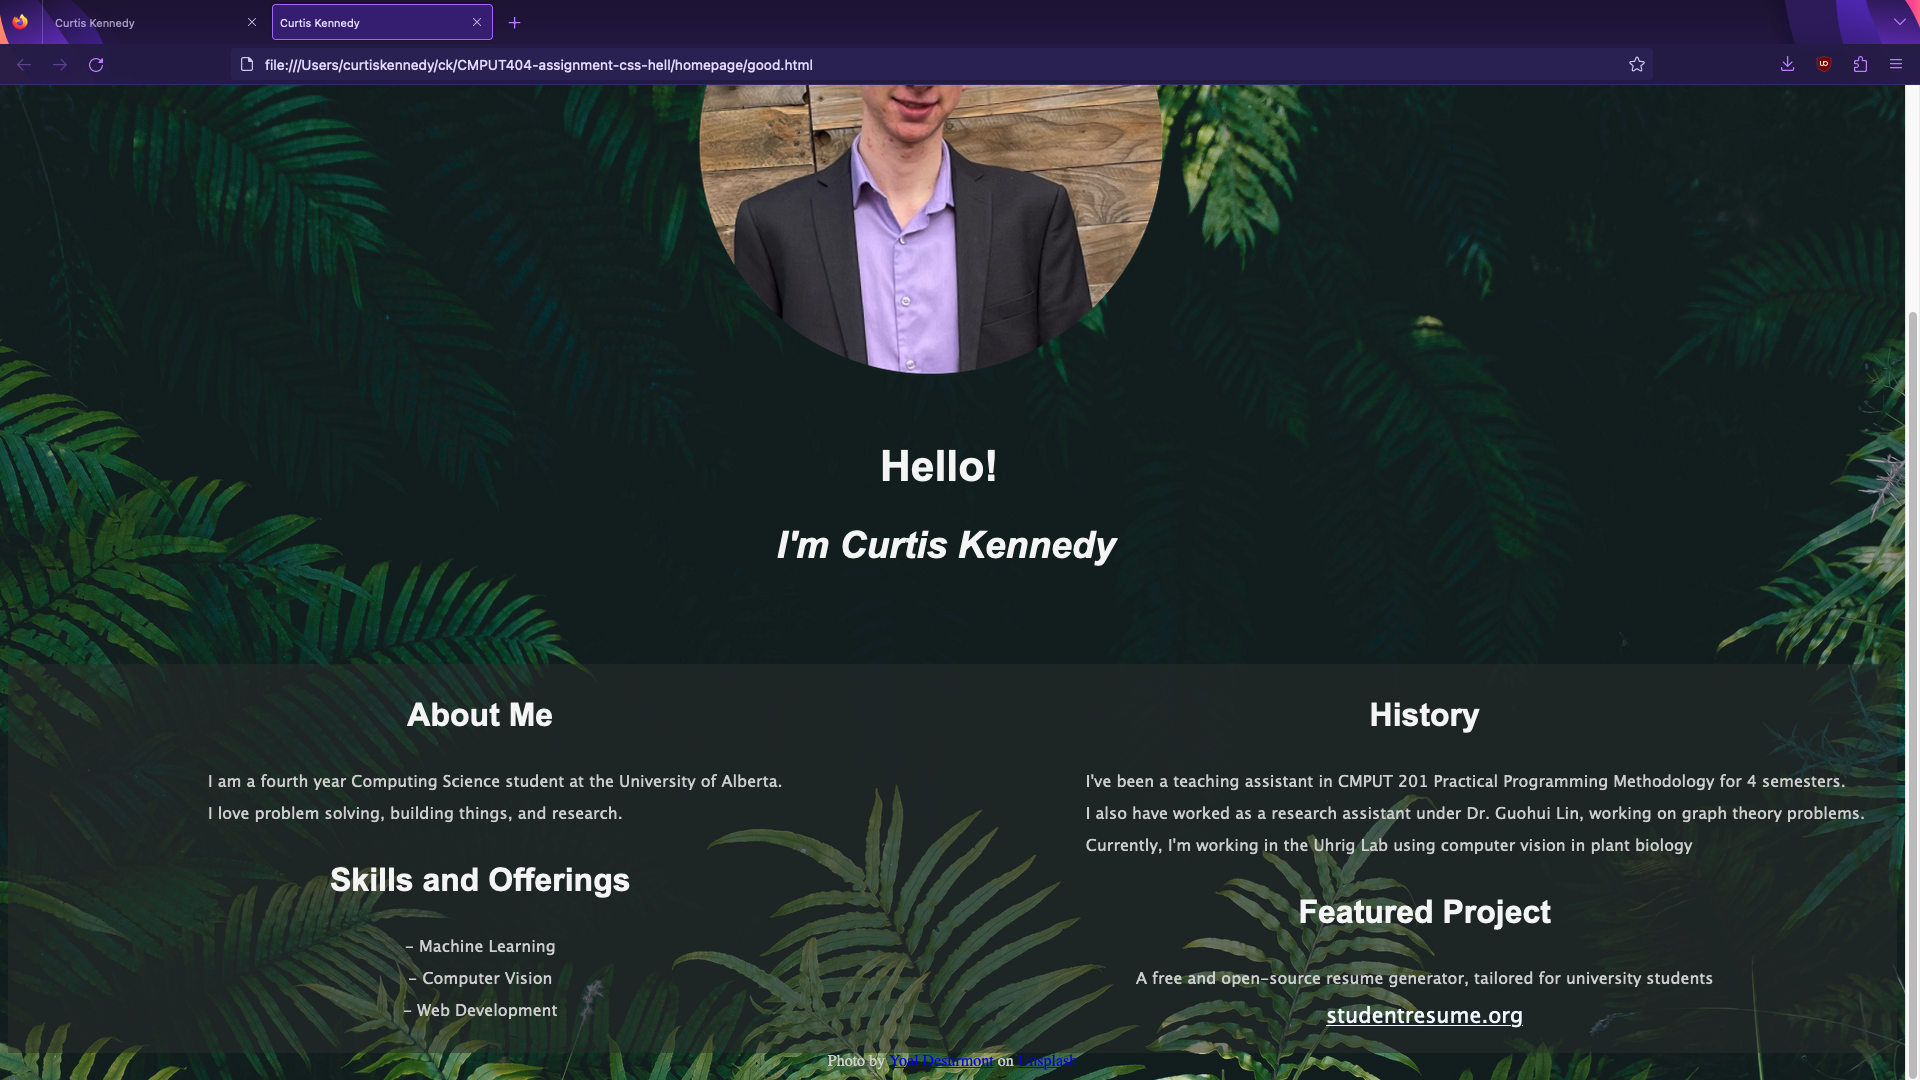 Curtis Kennedy
Curtis Kennedy
file:///Users/curtiskennedy/ck/CMPUT404-assignment-css-hell/homepage/good.html
Hello!
I'm Curtis Kennedy
About Me
I am a fourth year Computing Science student at the University of Alberta.
I love problem solving, building things, and research.
Skills and Offerings
- Machine Learning
- Computer Vision
- Web Development
History
I've been a teaching assistant in CMPUT 201 Practical Programming Methodology for 4 semesters.
I also have worked as a research assistant under Dr. Guohui Lin, working on graph theory problems.
Currently, I'm working in the Uhrig Lab using computer vision in plant biology
Featured Project
A free and open-source resume generator, tailored for university students
studentresume.org
Photo by Yoal Desurmont on Unsplash